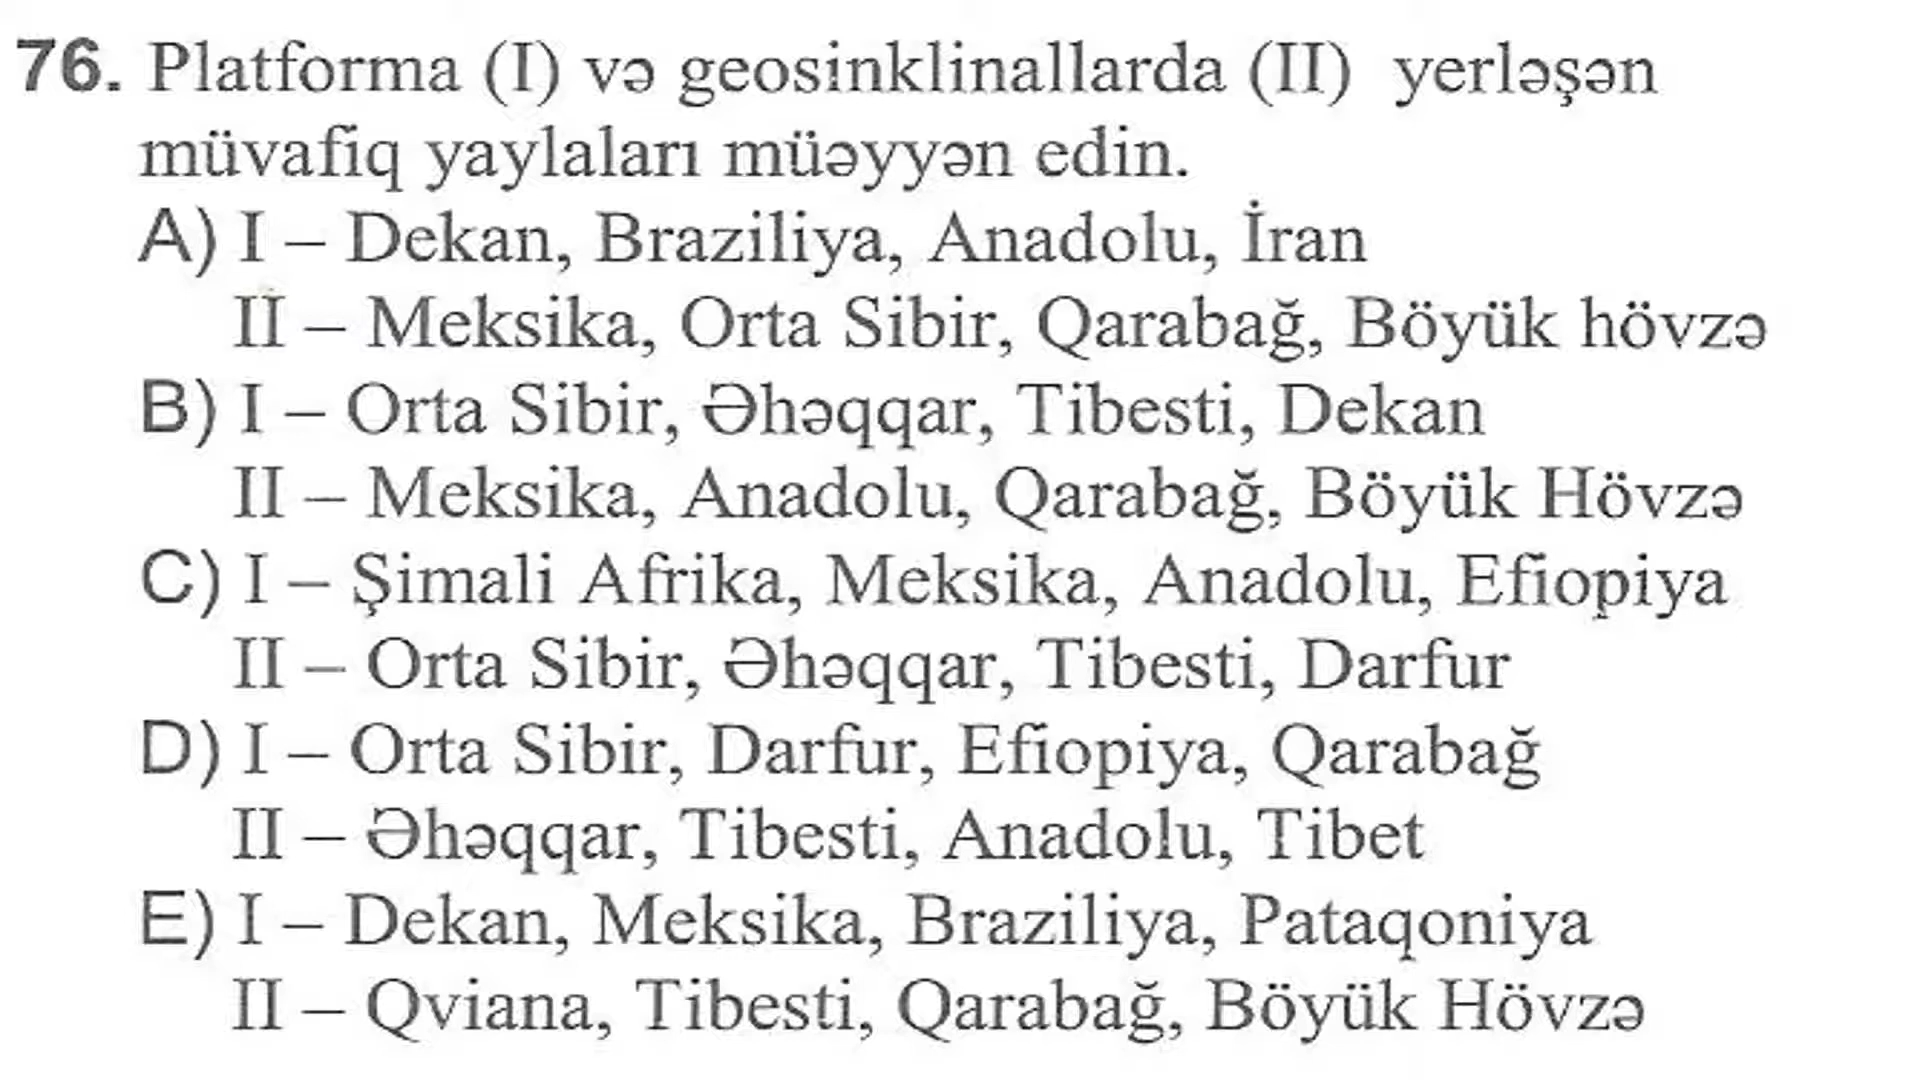 76. Platforma (I) və geosinklinallarda (II) yerləşən
müvafiq yaylaları müəyyən edin.
A) I – Dekan, Braziliya, Anadolu, İran
II – Meksika, Orta Sibir, Qarabağ, Böyük hövzə
B) I – Orta Sibir, Əhəqqar, Tibesti, Dekan
II – Meksika, Anadolu, Qarabağ, Böyük Hövzə
C) I – Şimali Afrika, Meksika, Anadolu, Efiopiya
II – Orta Sibir, Əhəqqar, Tibesti, Darfur
D) I – Orta Sibir, Darfur, Efiopiya, Qarabağ
II – Əhəqqar, Tibesti, Anadolu, Tibet
E) I – Dekan, Meksika, Braziliya, Pataqoniya
II – Qviana, Tibesti, Qarabağ, Böyük Hövzə